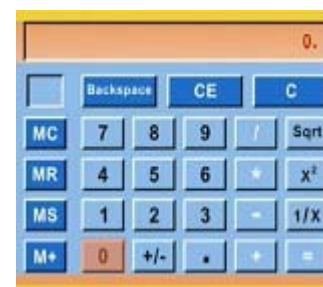 0.
Backspace CE C
MC 7 8 9 / Sqrt
MR 4 5 6 * X²
MS 1 2 3 - 1/X
M+ 0 +/- . + =